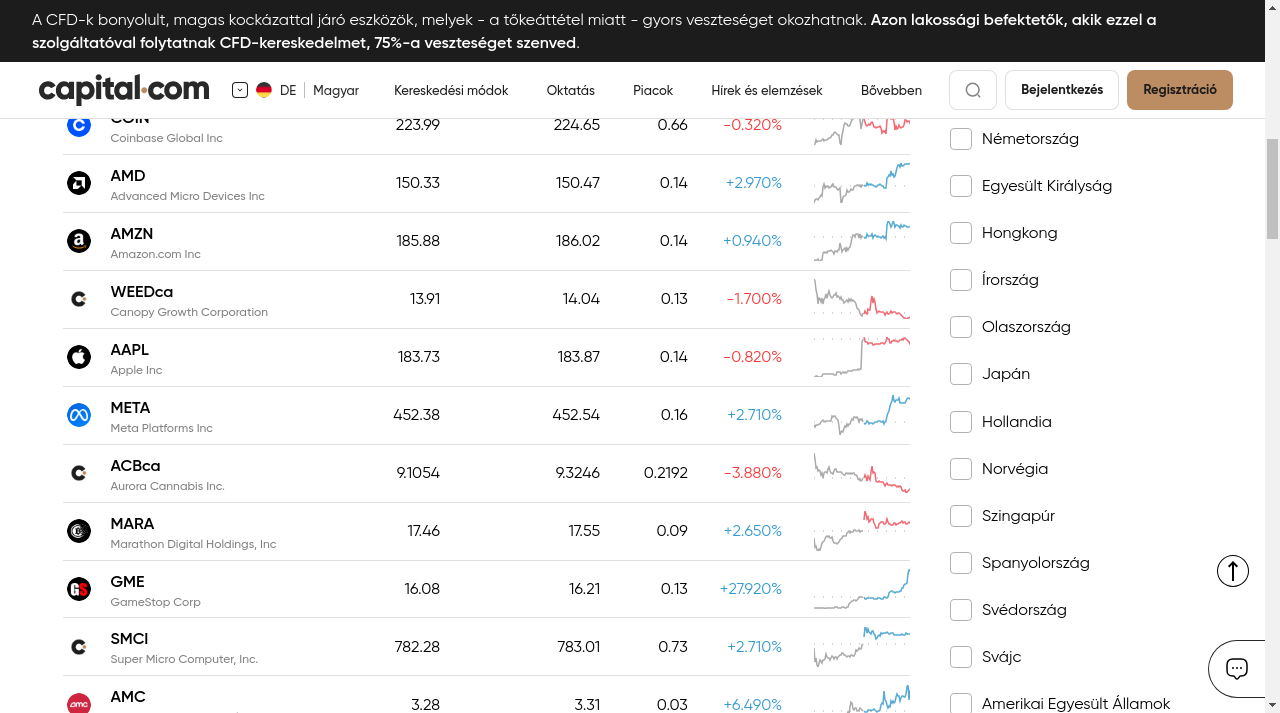 A CFD-k bonyolult, magas kockázattal járó eszközök, melyek - a tőkeáttétel miatt - gyors veszteséget okozhatnak. Azon lakossági befektetők, akik ezzel a
szolgáltatóval folytatnak CFD-kereskedelmet, 75%-a veszteséget szenved.
capital.com DE Magyar Kereskedési módok Oktatás Piacok Hírek és elemzések Bővebben Bejelentkezés Regisztráció
COIN 223.99 224.65 0.66 -0.320%
Coinbase Global Inc
AMD 150.33 150.47 0.14 +2.970%
Advanced Micro Devices Inc
AMZN 185.88 186.02 0.14 +0.940%
Amazon.com Inc
WEEDca 13.91 14.04 0.13 -1.700%
Canopy Growth Corporation
AAPL 183.73 183.87 0.14 -0.820%
Apple Inc
META 452.38 452.54 0.16 +2.710%
Meta Platforms Inc
ACBca 9.1054 9.3246 0.2192 -3.880%
Aurora Cannabis Inc.
MARA 17.46 17.55 0.09 +2.650%
Marathon Digital Holdings, Inc
GME 16.08 16.21 0.13 +27.920%
GameStop Corp
SMCI 782.28 783.01 0.73 +2.710%
Super Micro Computer, Inc.
AMC 3.28 3.31 0.03 +6.490%
Németország
Egyesült Királyság
Hongkong
Írország
Olaszország
Japán
Hollandia
Norvégia
Szingapúr
Spanyolország
Svédország
Svájc
Amerikai Egyesült Államok